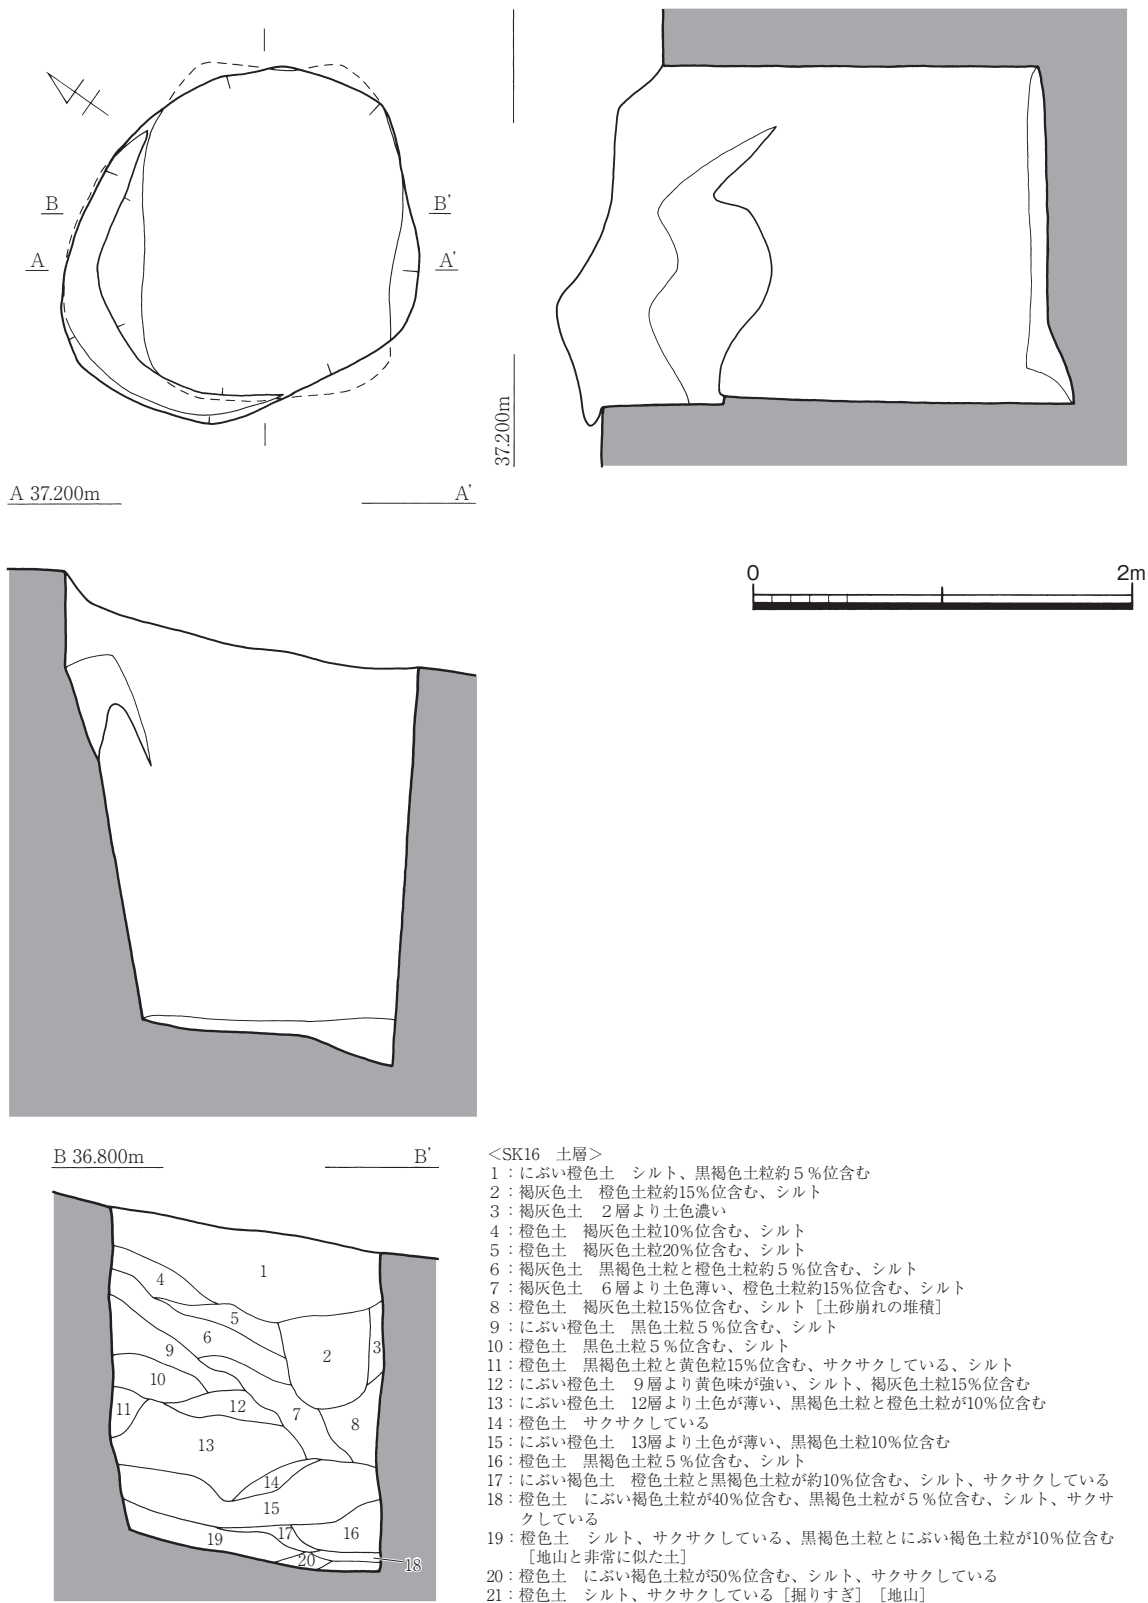 B
B'
A
A'
37.200m
A 37.200m
A'
0
2m
B 36.800m
B'
1
4
5
6
2
3
9
10
12
7
8
11
13
14
15
17
16
19
20
18
＜SK16　土層＞
1：にぶい橙色土　シルト、黒褐色土粒約５％位含む
2：褐灰色土　橙色土粒約15%位含む、シルト
3：褐灰色土　２層より土色濃い
4：橙色土　褐灰色土粒10%位含む、シルト
5：橙色土　褐灰色土粒20%位含む、シルト
6：褐灰色土　黒褐色土粒と橙色土粒約５％位含む、シルト
7：褐灰色土　６層より土色薄い、橙色土粒約15%位含む、シルト
8：橙色土　褐灰色土粒15%位含む、シルト［土砂崩れの堆積］
9：にぶい橙色土　黒色土粒５％位含む、シルト
10：橙色土　黒色土粒５％位含む、シルト
11：橙色土　黒褐色土粒と黄色粒15%位含む、サクサクしている、シルト
12：にぶい橙色土　９層より黄色味が強い、シルト、褐灰色土粒15%位含む
13：にぶい橙色土　12層より土色が薄い、黒褐色土粒と橙色土粒が10%位含む
14：橙色土　サクサクしている
15：にぶい橙色土　13層より土色が薄い、黒褐色土粒10%位含む
16：橙色土　黒褐色土粒５％位含む、シルト
17：にぶい褐色土　橙色土粒と黒褐色土粒が約10%位含む、シルト、サクサクしている
18：橙色土　にぶい褐色土粒が40%位含む、黒褐色土粒が５％位含む、シルト、サクサ
クしている
19：橙色土　シルト、サクサクしている、黒褐色土粒とにぶい褐色土粒が10%位含む
［地山と非常に似た土］
20：橙色土　にぶい褐色土粒が50%位含む、シルト、サクサクしている
21：橙色土　シルト、サクサクしている［掘りすぎ］［地山］